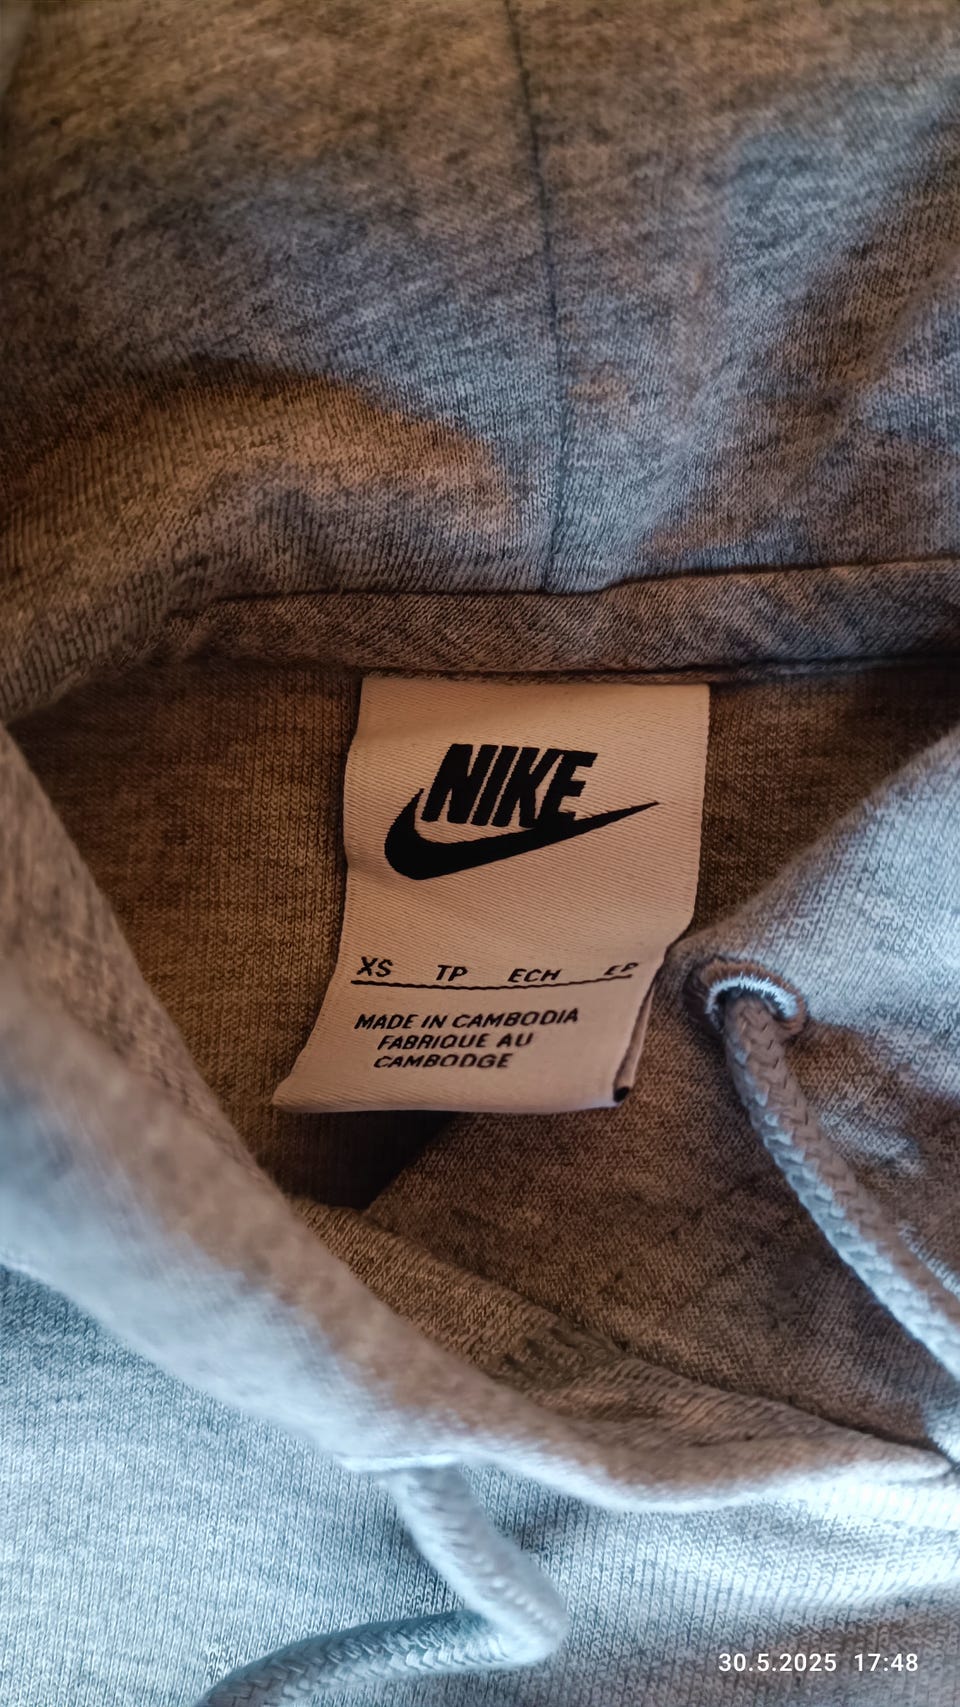 NIKE
XS TP ECH EP
MADE IN CAMBODIA
FABRIQUE AU
CAMBODGE
30.5.2025 17:48